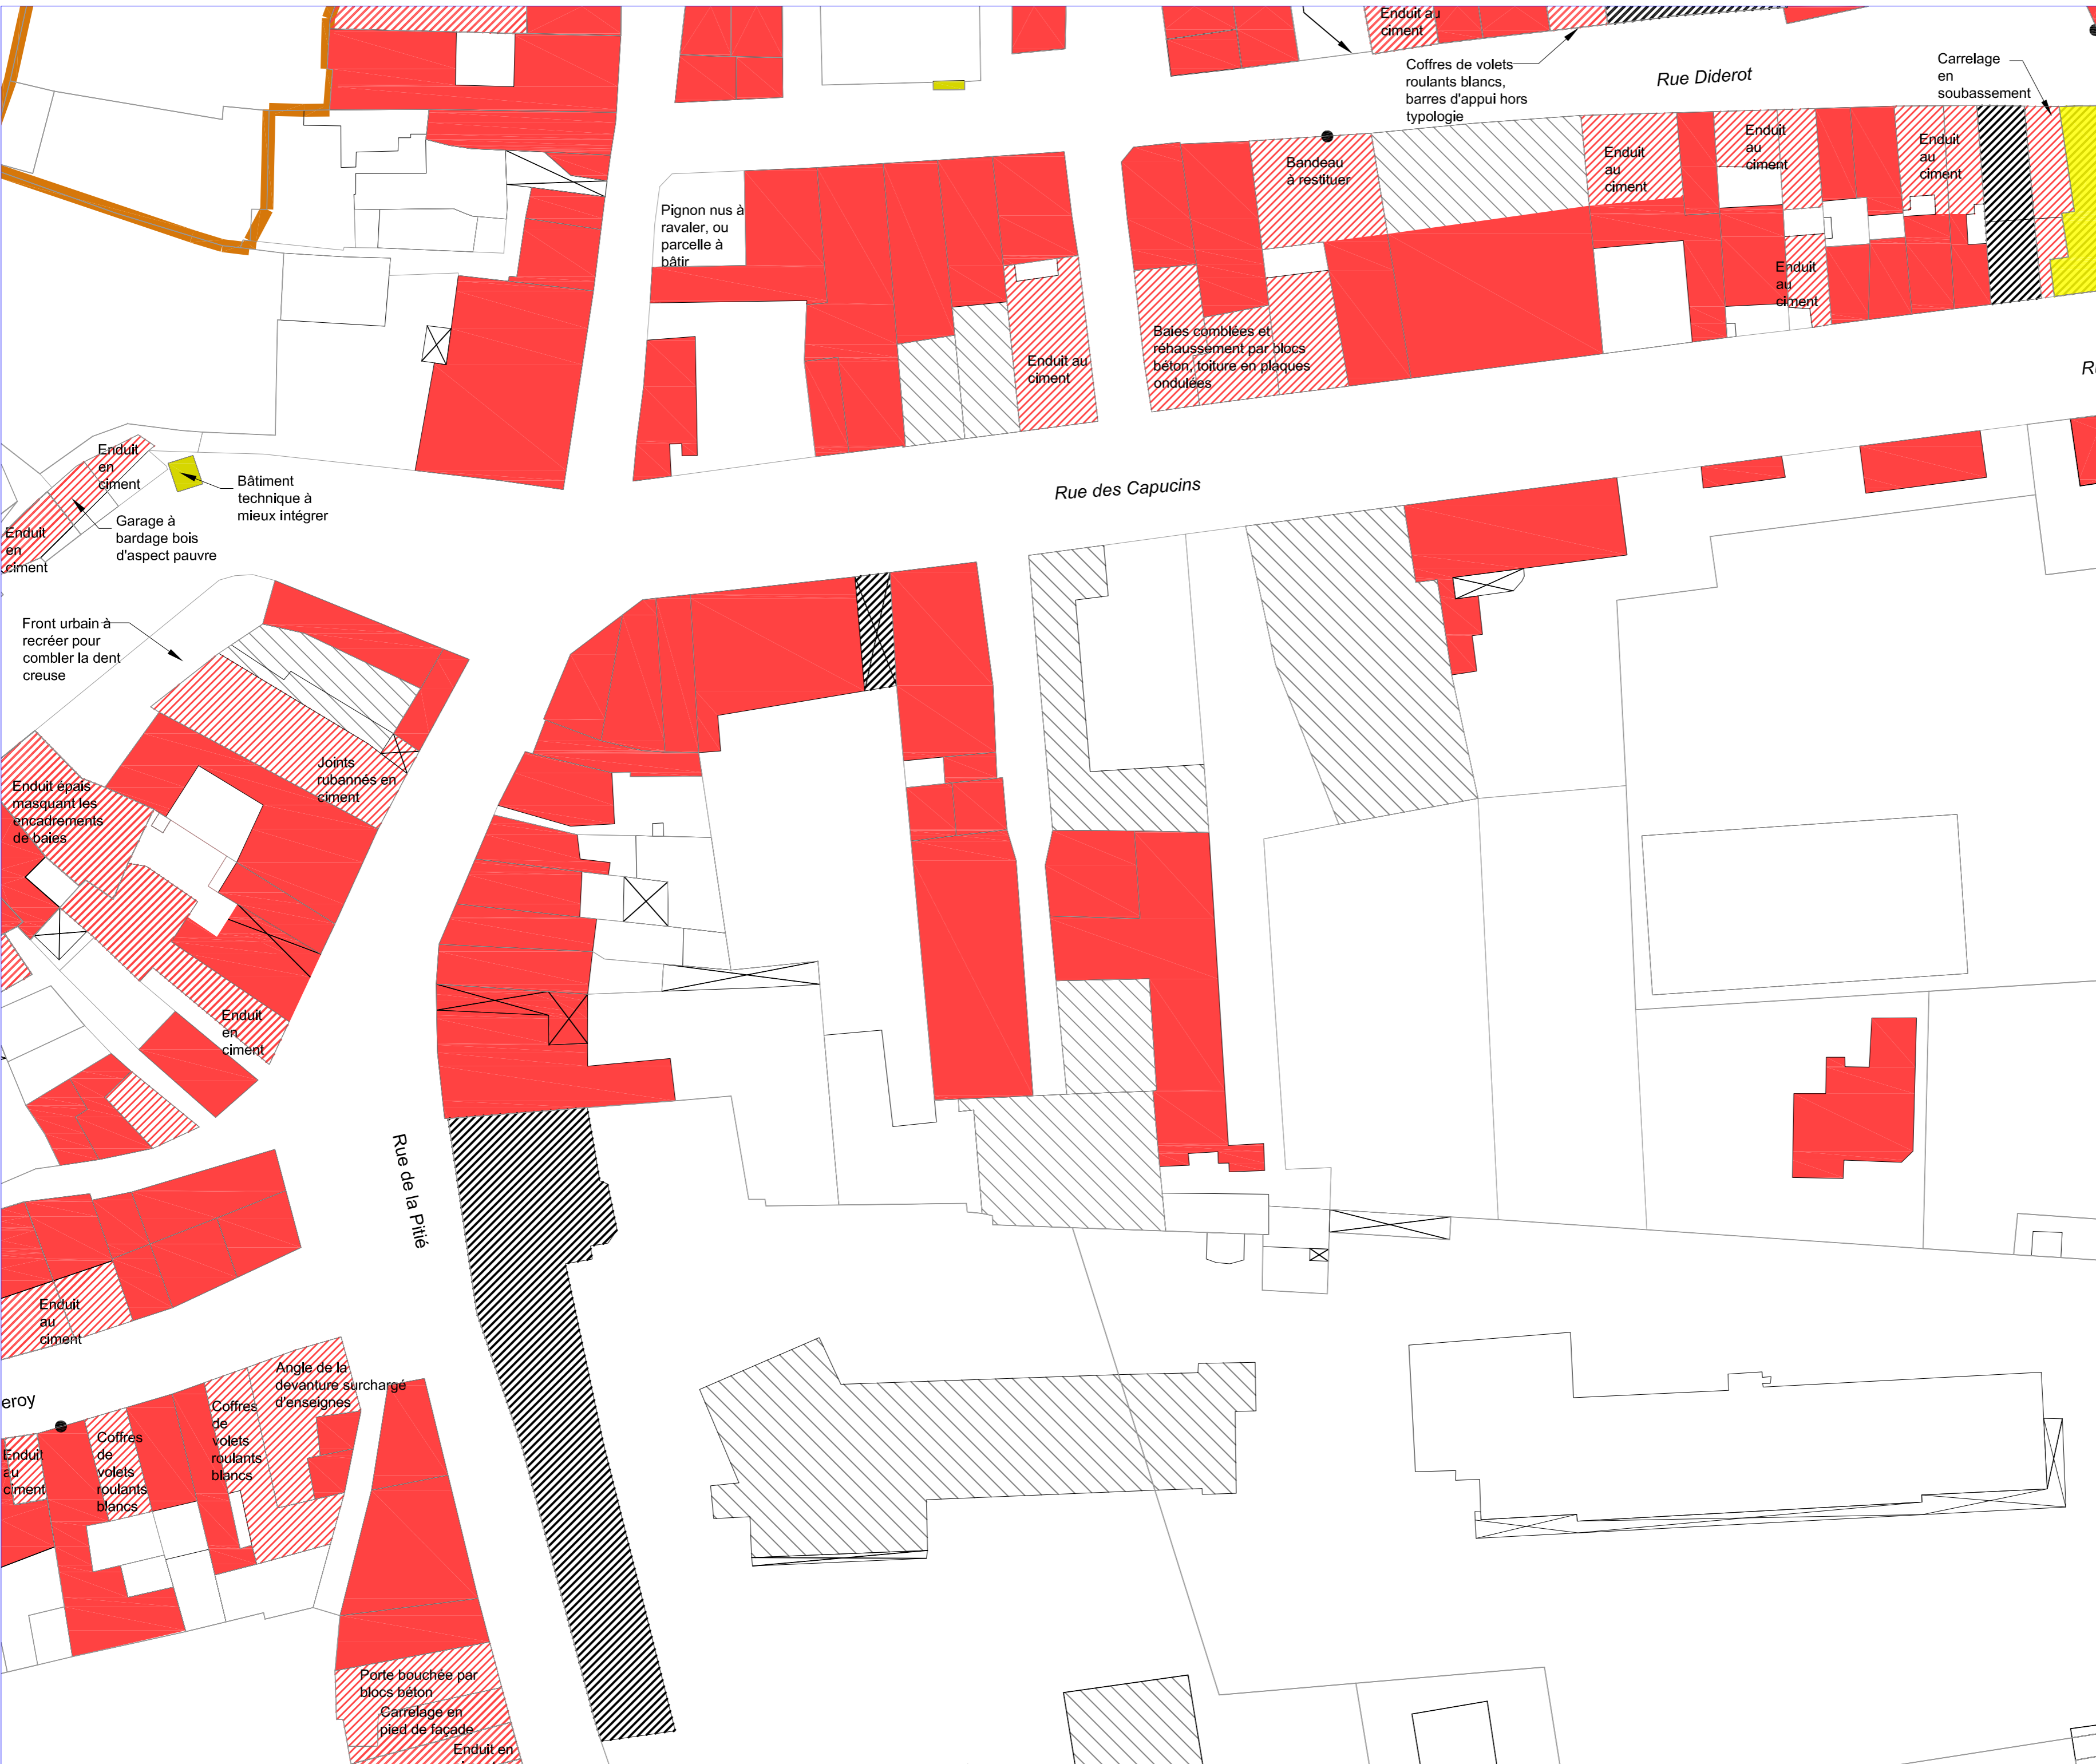 Enduit au
ciment
Coffres de volets
roulants blancs,
barres d'appui hors
typologie
Rue Diderot
Carrelage
en
soubassement
Bandeau
à restituer
Enduit
au
ciment
Enduit
au
ciment
Enduit
au
ciment
Pignon nus à
ravaler, ou
parcelle à
bâtir
Enduit
au
ciment
Baies comblées et
réhaussement par blocs
béton, toiture en plaques
ondulées
Enduit au
ciment
Enduit
en
ciment
Bâtiment
technique à
mieux intégrer
Rue des Capucins
Garage à
bardage bois
d'aspect pauvre
Enduit
en
ciment
Front urbain à
recréer pour
combler la dent
creuse
Joints
rubannés en
ciment
Enduit épais
masquant les
encadrements
de baies
Enduit
en
ciment
Rue de la Pitié
Enduit
au
ciment
Angle de la
devanture surchargé
d'enseignes
eroy
Coffres
de
volets
roulants
blancs
Coffres
de
volets
roulants
blancs
Enduit
au
ciment
Porte bouchée par
blocs béton
Carrelage en
pied de façade
Enduit en